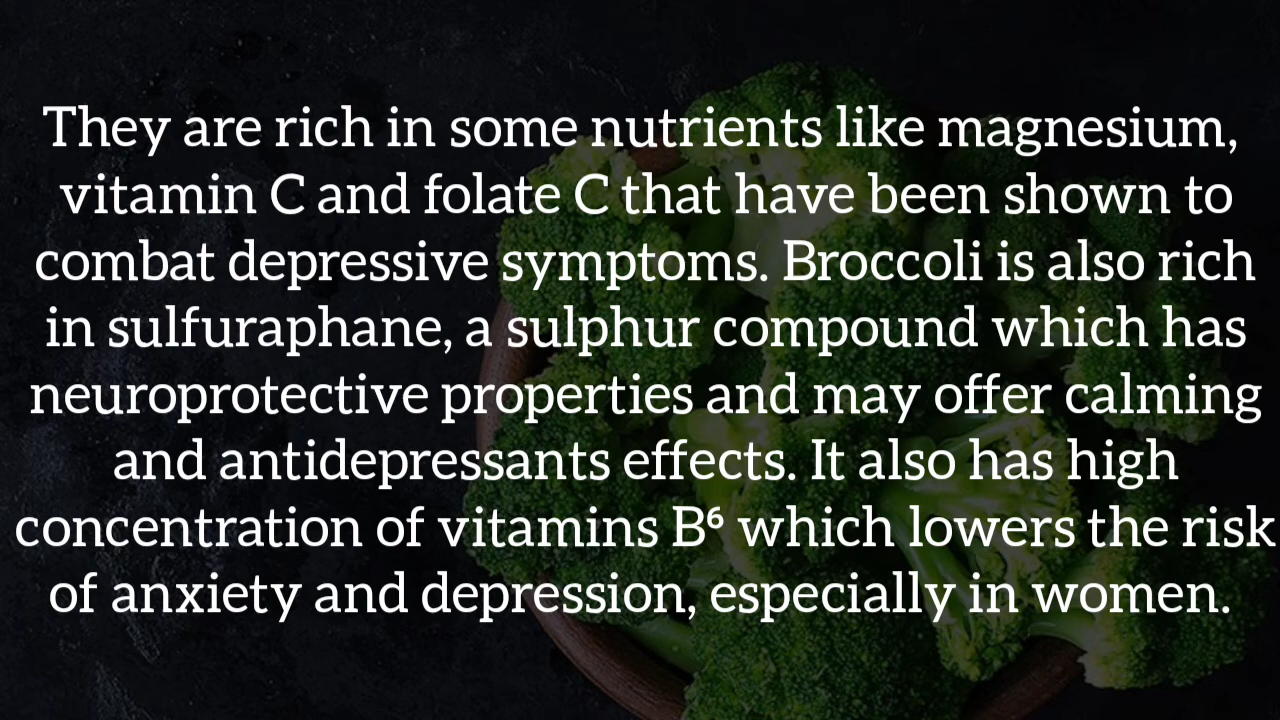 They are rich in some nutrients like magnesium,
vitamin C and folate C that have been shown to
combat depressive symptoms. Broccoli is also rich
in sulfuraphane, a sulphur compound which has
neuroprotective properties and may offer calming
and antidepressants effects. It also has high
concentration of vitamins B⁶ which lowers the risk
of anxiety and depression, especially in women.